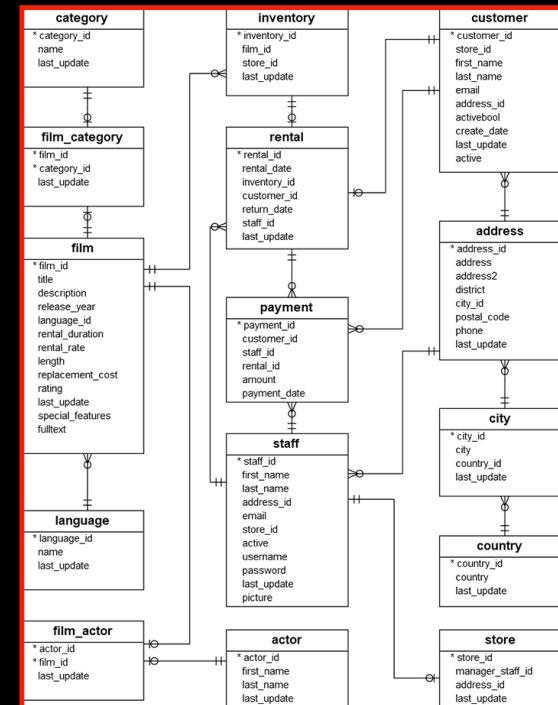 category
* category_id
name
last_update
film_category
* film_id
* category_id
last_update
film
* film_id
title
description
release_year
language_id
rental_duration
rental_rate
length
replacement_cost
rating
last_update
special_features
fulltext
language
* language_id
name
last_update
film_actor
* actor_id
* film_id
last_update
inventory
* inventory_id
film_id
store_id
last_update
rental
* rental_id
rental_date
inventory_id
customer_id
return_date
staff_id
last_update
payment
* payment_id
customer_id
staff_id
rental_id
amount
payment_date
staff
* staff_id
first_name
last_name
address_id
email
store_id
active
username
password
last_update
picture
actor
* actor_id
first_name
last_name
last_update
customer
* customer_id
store_id
first_name
last_name
email
address_id
activebool
create_date
last_update
active
address
* address_id
address
address2
district
city_id
postal_code
phone
last_update
city
* city_id
city
country_id
last_update
country
* country_id
country
last_update
store
* store_id
manager_staff_id
address_id
last_update